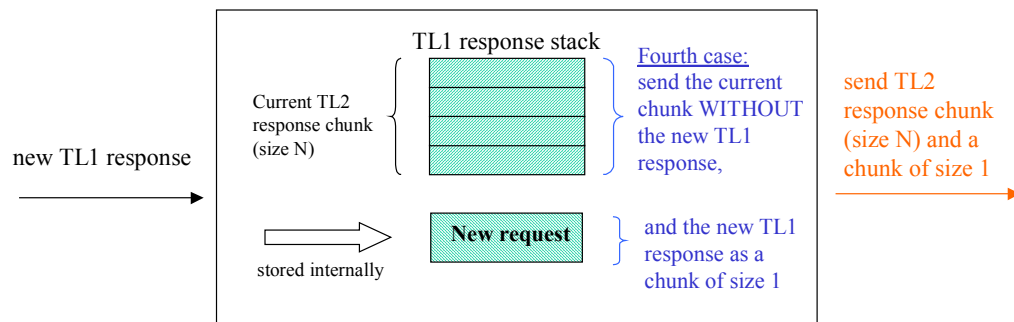 TL1 response stack
Current TL2
response chunk
(size N)
Fourth case:
send the current
chunk WITHOUT
the new TL1
response,
send TL2
response chunk
(size N) and a
chunk of size 1
new TL1 response
New request
stored internally
and the new TL1
response as a
chunk of size 1